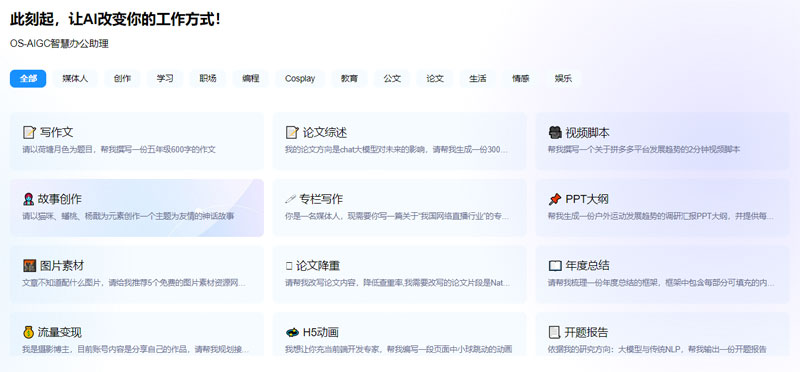 此刻起，让AI改变你的工作方式！
OS-AIGC智慧办公助理
全部 媒体人 创作 学习 职场 编程 Cosplay 教育 公文 论文 生活 情感 娱乐
写作文
请以荷塘月色为题目，帮我撰写一份五年级600字的作文
论文综述
我的论文方向是chat大模型对未来的影响，请帮我生成一份300...
视频脚本
帮我撰写一个关于拼多多平台发展趋势的2分钟视频脚本
故事创作
请以猫咪、蟠桃、杨戬为元素创作一个主题为友情的神话故事
专栏写作
你是一名媒体人，现需要你写一篇关于“我国网络直播行业”的专...
PPT大纲
帮我生成一份户外运动发展趋势的调研汇报PPT大纲，并提供每...
图片素材
文章不知道配什么图片，请给我推荐5个免费的图片素材资源网...
论文降重
请帮我改写论文内容，降低查重率,我需要改写的论文片段是Nat...
年度总结
请帮我梳理一份年度总结的框架，框架中包含每部分可填充的内...
流量变现
我是摄影博主，目前账号内容是分享自己的作品，请帮我规划接...
H5动画
我想让你充当前端开发专家，帮我编写一段页面中小球跳动的动画
开题报告
依据我的研究方向：大模型与传统NLP，帮我输出一份开题报告